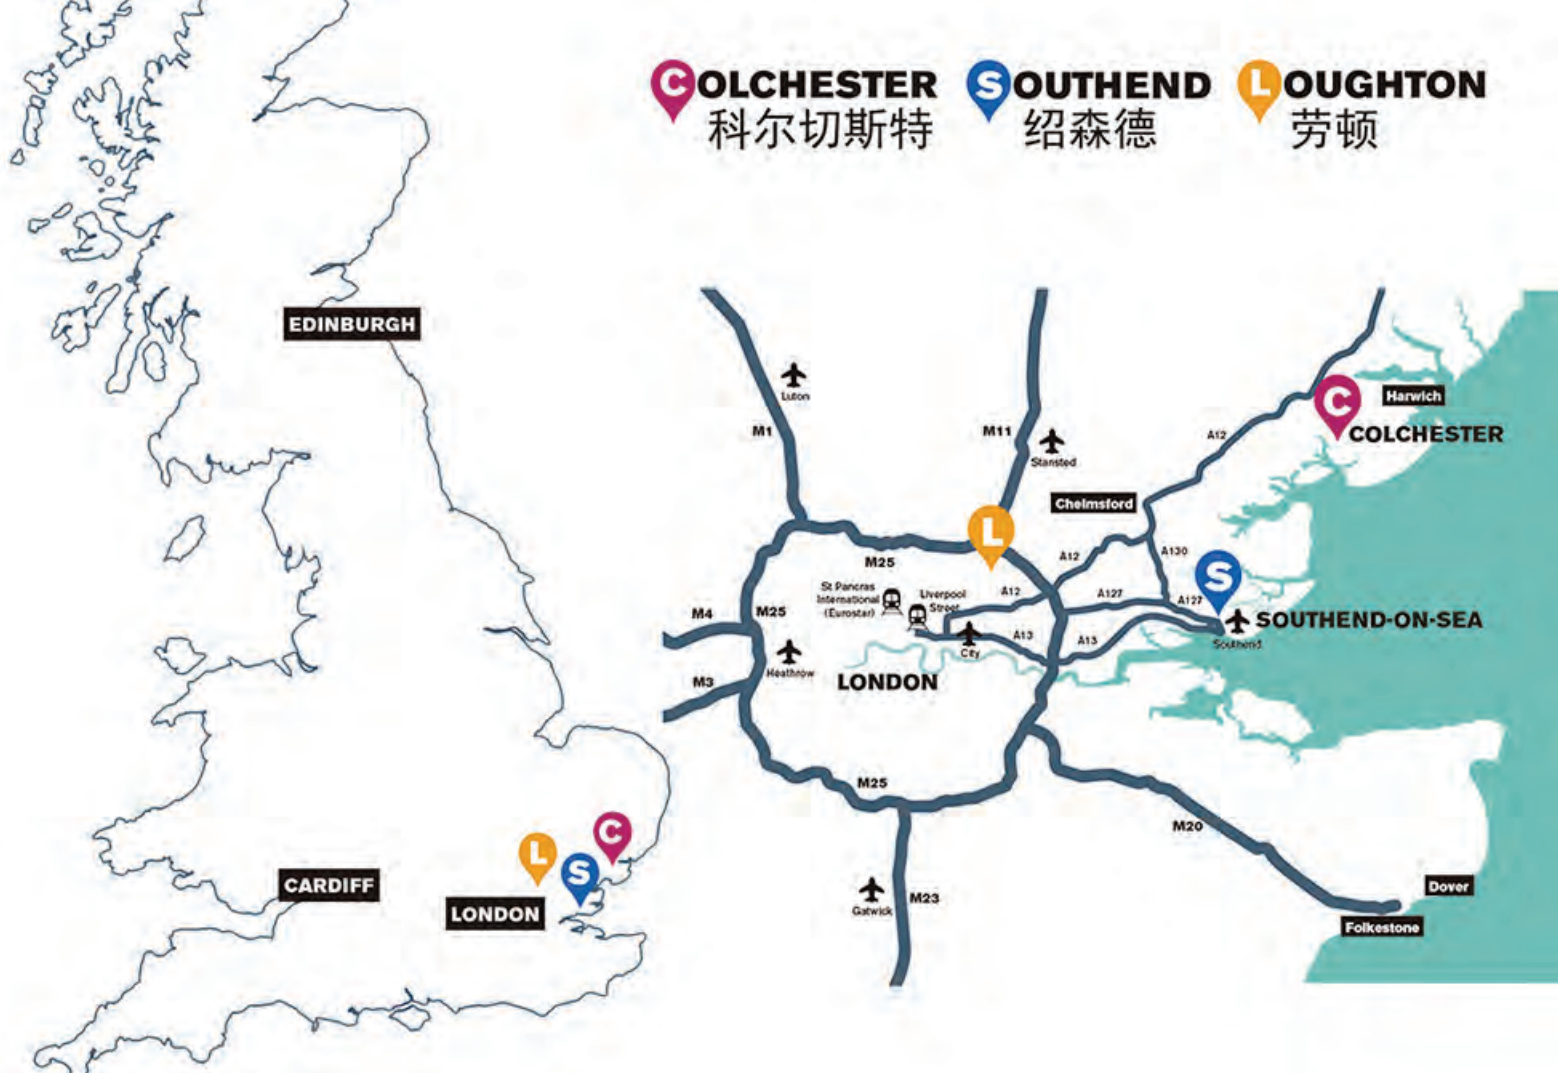 COLCHESTER
科尔切斯特
SOUTHEND
绍森德
LOUGHTON
劳顿
EDINBURGH
CARDIFF
LONDON
L
S
C
Luton
M1
M11
Stansted
A12
C
Harwich
COLCHESTER
Chelmsford
L
M25
A12
A130
S
St Pancras
International
(Eurostar)
Liverpool
Street
A12
A127
A127
M4
M25
City
A13
A13
SOUTHEND-ON-SEA
Southend
Heathrow
M3
LONDON
M25
M20
Gatwick
M23
Dover
Folkestone